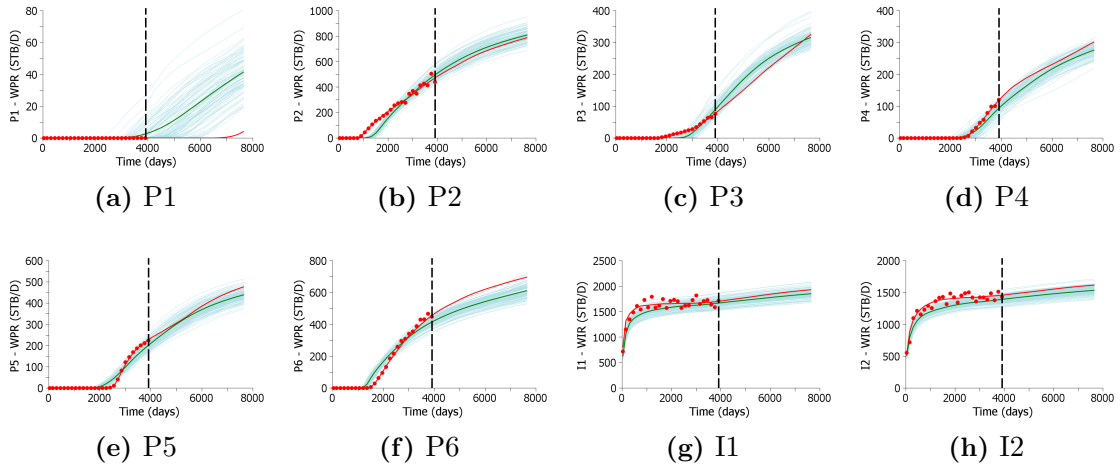 P1 - WPR (STB/D)
80
60
40
20
0
0 2000 4000 6000 8000
Time (days)
(a) P1
P2 - WPR (STB/D)
1000
800
600
400
200
0
0 2000 4000 6000 8000
Time (days)
(b) P2
P3 - WPR (STB/D)
400
300
200
100
0
0 2000 4000 6000 8000
Time (days)
(c) P3
P4 - WPR (STB/D)
400
300
200
100
0
0 2000 4000 6000 8000
Time (days)
(d) P4
P5 - WPR (STB/D)
600
500
400
300
200
100
0
0 2000 4000 6000 8000
Time (days)
(e) P5
P6 - WPR (STB/D)
800
600
400
200
0
0 2000 4000 6000 8000
Time (days)
(f) P6
I1 - WIR (STB/D)
2500
2000
1500
1000
500
0
0 2000 4000 6000 8000
Time (days)
(g) I1
I2 - WIR (STB/D)
2000
1500
1000
500
0
0 2000 4000 6000 8000
Time (days)
(h) I2